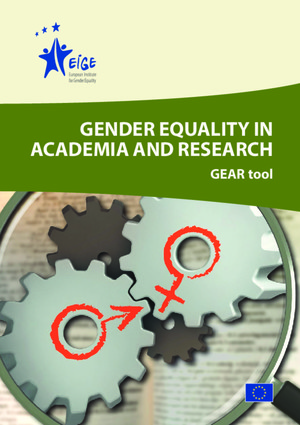 EIGE
European Institute
for Gender Equality
GENDER EQUALITY IN
ACADEMIA AND RESEARCH
GEAR tool